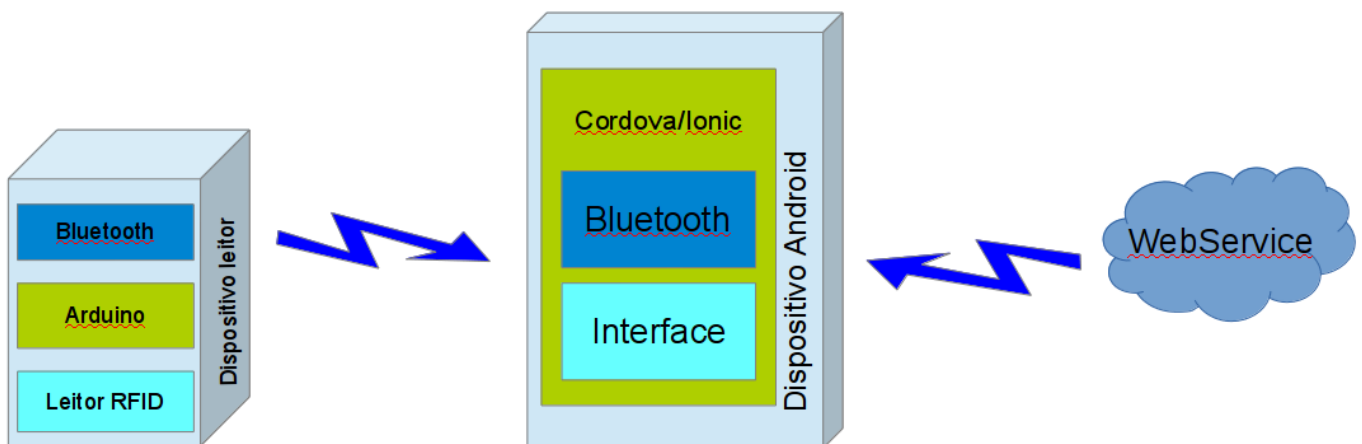 Bluetooth
Arduino
Leitor RFID
Dispositivo leitor
Cordova/Ionic
Bluetooth
Interface
Dispositivo Android
WebService